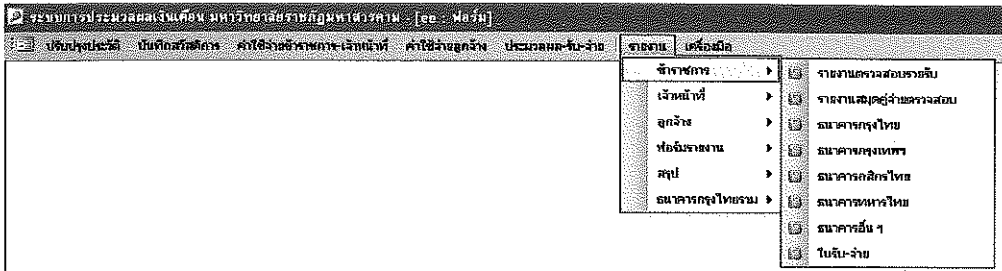 ระบบการประมวลผลเงินเดือน มหาวิทยาลัยราชภัฏมหาสารคาม - [en : ฟอร์ม]
ปรับปรุงประวัติ บันทึกสวัสดิการ ค่าใช้จ่ายข้าราชการ-เจ้าหน้าที่ ค่าใช้จ่ายลูกจ้าง ประมวลผล-รับ-จ่าย รายงาน เครื่องมือ
ข้าราชการ
เจ้าหน้าที่
ลูกจ้าง
ฟอร์มรายงาน
สรุป
ธนาคารกรุงไทยรวม
รายงานตรวจสอบรายรับ
รายงานสมุดคู่จ่ายตรวจสอบ
ธนาคารกรุงไทย
ธนาคารกรุงเทพฯ
ธนาคารกสิกรไทย
ธนาคารทหารไทย
ธนาคารอื่น ๆ
ใบรับ-จ่าย